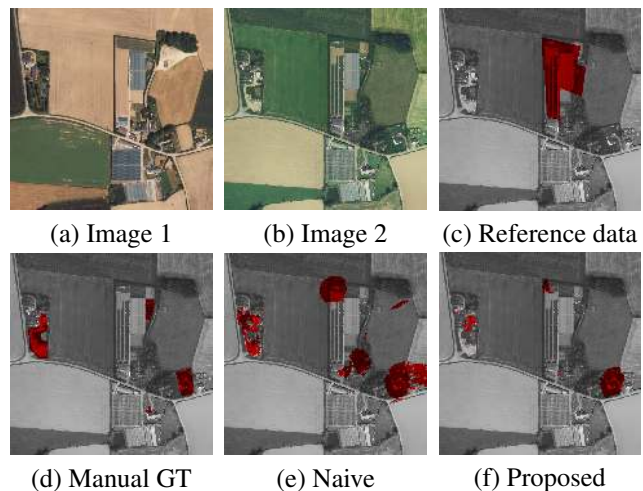 (a) Image 1
(b) Image 2
(c) Reference data
(d) Manual GT
(e) Naive
(f) Proposed